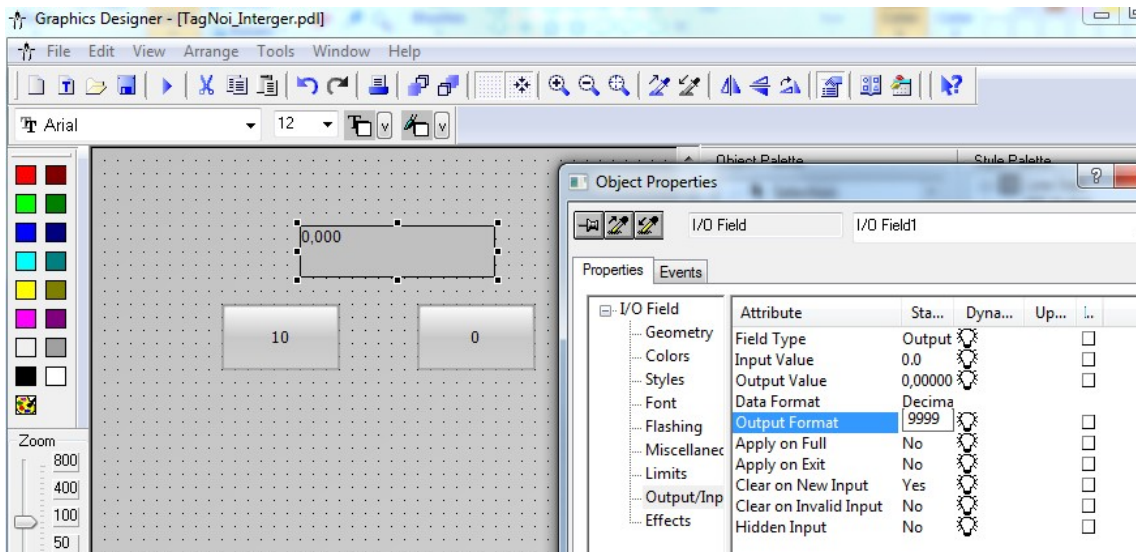 Graphics Designer - [TagNoi_Interger.pdl]
File Edit View Arrange Tools Window Help
Arial 12
Object Palette Style Palette
Object Properties
I/O Field I/O Field1
Properties Events
0,000
10 0
I/O Field
Geometry
Colors
Styles
Font
Flashing
Miscellanec
Limits
Output/Inp
Effects
Attribute Sta... Dyna... Up... I..
Field Type Output
Input Value 0.0
Output Value 0,00000
Data Format Decima
Output Format 9999
Apply on Full No
Apply on Exit No
Clear on New Input Yes
Clear on Invalid Input No
Hidden Input No
Zoom
800
400
100
50